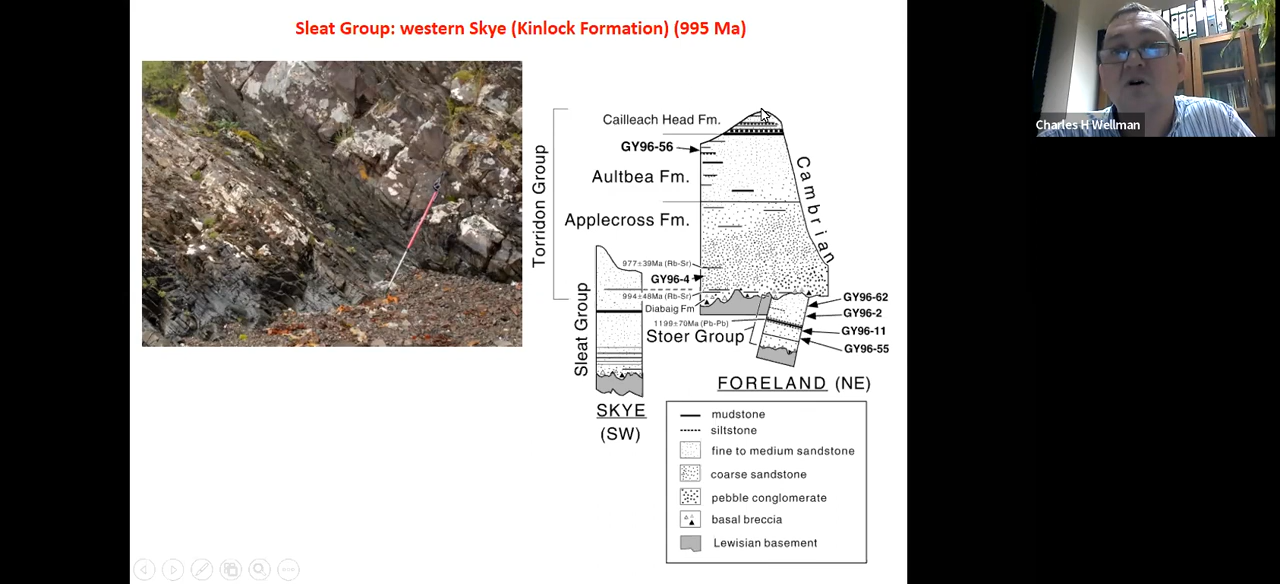 Sleat Group: western Skye (Kinlock Formation) (995 Ma)
Charles H Wellman
Cailleach Head Fm.
GY96-56
Aultbea Fm.
Applecross Fm.
Torridon Group
Cambrian
977±39Ma (Rb-Sr)
GY96-4
994±48Ma (Rb-Sr)
Diabaig Fm
1199±70Ma (Pb-Pb)
Stoer Group
Sleat Group
GY96-62
GY96-2
GY96-11
GY96-55
FORELAND (NE)
SKYE
(SW)
mudstone
siltstone
fine to medium sandstone
coarse sandstone
pebble conglomerate
basal breccia
Lewisian basement